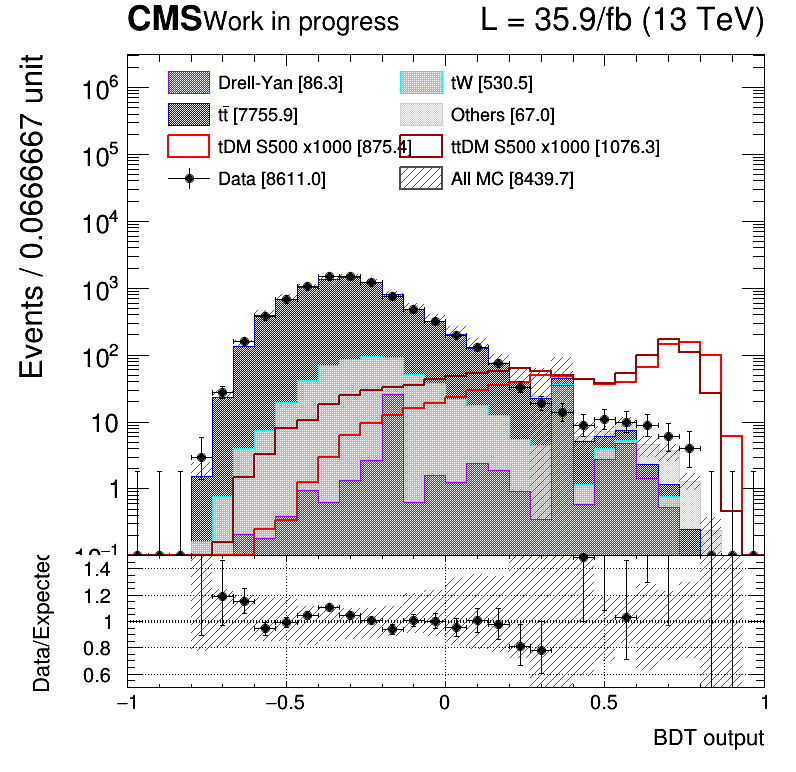 CMS Work in progress L = 35.9/fb (13 TeV)
Events / 0.0666667 unit
Drell-Yan [86.3] tW [530.5]
tt̄ [7755.9] Others [67.0]
tDM S500 x1000 [875.4] ttDM S500 x1000 [1076.3]
Data [8611.0] All MC [8439.7]
10⁶
10⁵
10⁴
10³
10²
10
1
10⁻¹
Data/Expected
1.4
1.2
1
0.8
0.6
−1 −0.5 0 0.5 1
BDT output